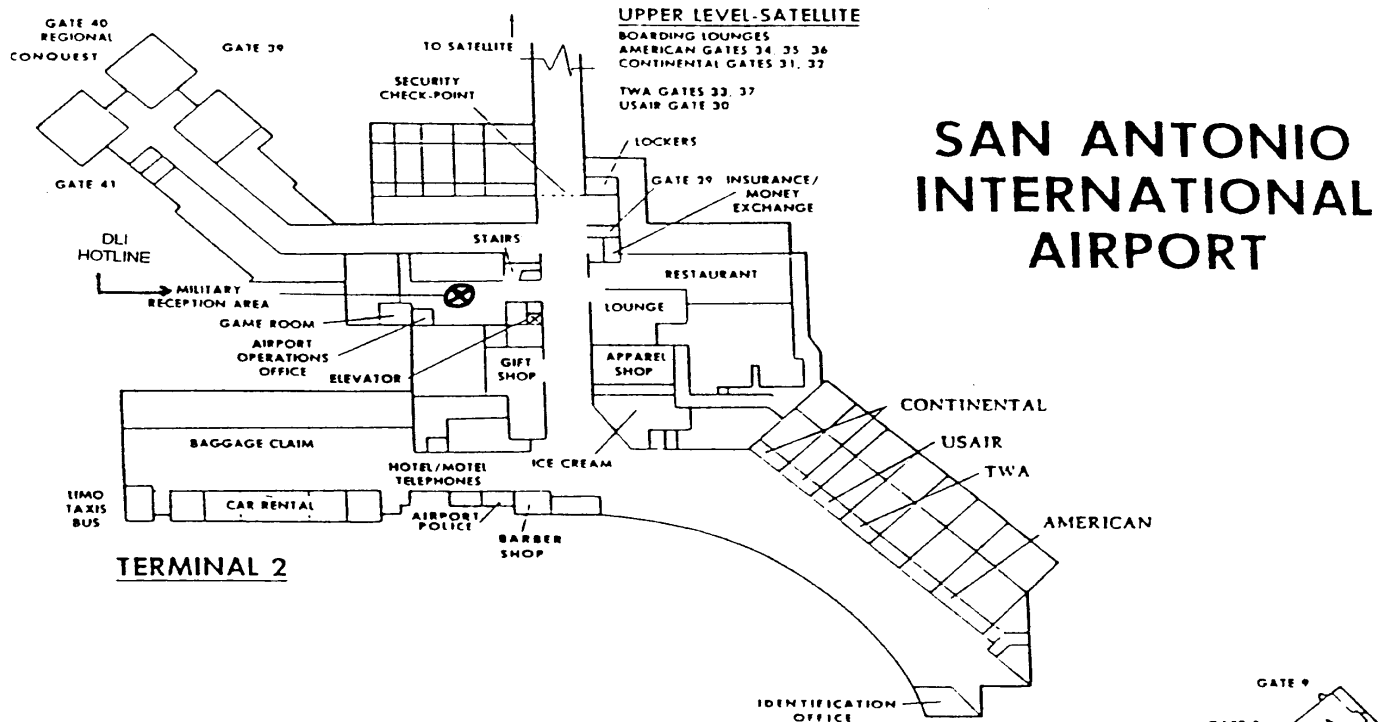 GATE 40
REGIONAL
CONQUEST
GATE 39
GATE 41
TO SATELLITE
UPPER LEVEL-SATELLITE
BOARDING LOUNGES
AMERICAN GATES 34, 35, 36
CONTINENTAL GATES 31, 32
TWA GATES 33, 37
USAIR GATE 30
SAN ANTONIO
INTERNATIONAL
AIRPORT
SECURITY
CHECK-POINT
LOCKERS
GATE 29
INSURANCE/
MONEY
EXCHANGE
DLI
HOTLINE
STAIRS
MILITARY
RECEPTION AREA
RESTAURANT
LOUNGE
GAME ROOM
AIRPORT
OPERATIONS
OFFICE
ELEVATOR
GIFT
SHOP
APPAREL
SHOP
BAGGAGE CLAIM
HOTEL/MOTEL
TELEPHONES
ICE CREAM
CONTINENTAL
USAIR
TWA
AMERICAN
LIMO
TAXIS
BUS
CAR RENTAL
AIRPORT
POLICE
BARBER
SHOP
TERMINAL 2
IDENTIFICATION
OFFICE
GATE 9